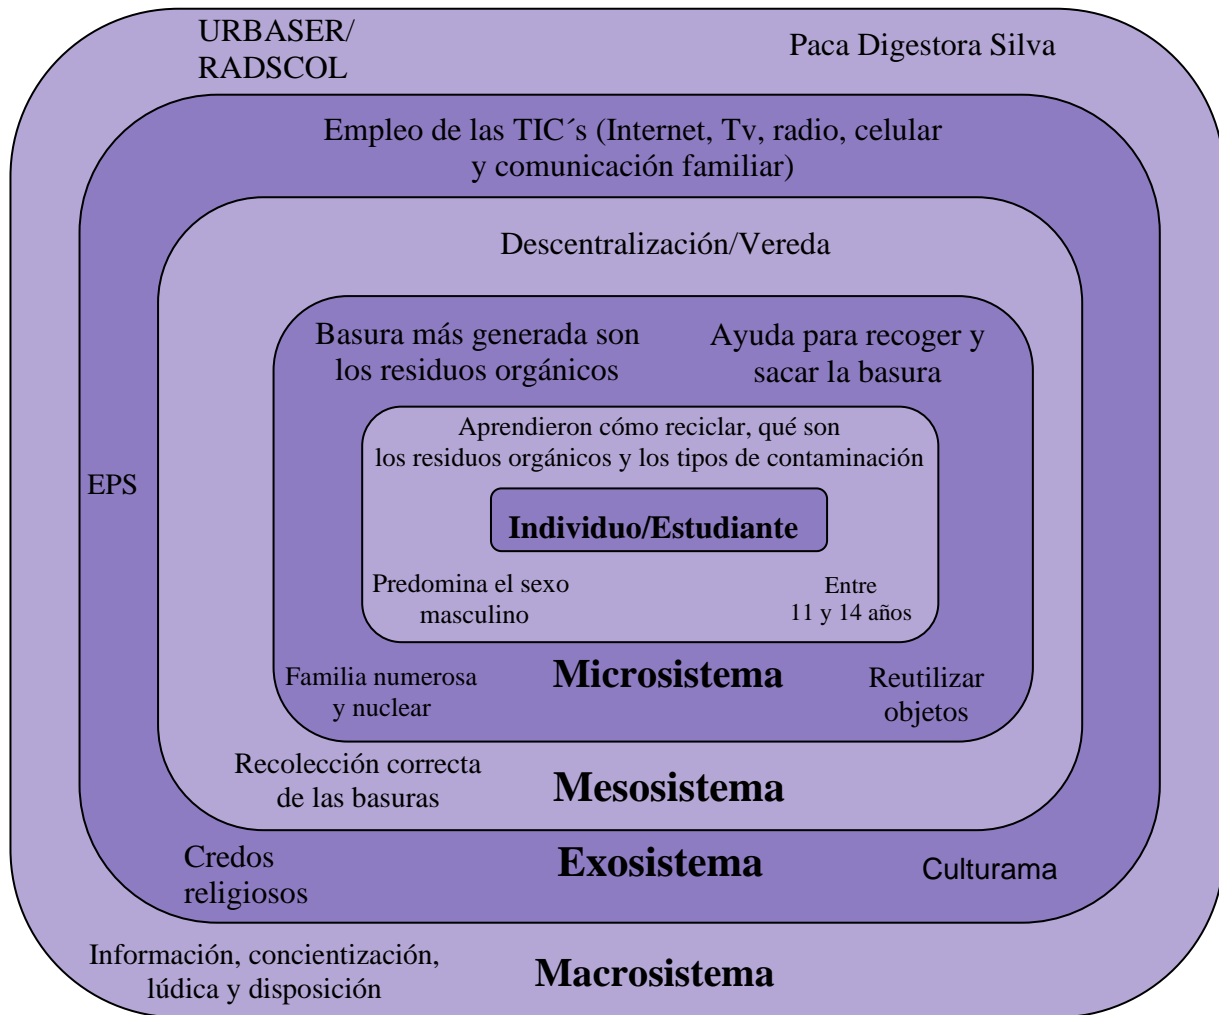 URBASER/
RADSCOL
Paca Digestora Silva
Empleo de las TIC´s (Internet, Tv, radio, celular
y comunicación familiar)
Descentralización/Vereda
Basura más generada son
los residuos orgánicos
Ayuda para recoger y
sacar la basura
Aprendieron cómo reciclar, qué son
los residuos orgánicos y los tipos de contaminación
EPS
Individuo/Estudiante
Predomina el sexo
masculino
Entre
11 y 14 años
Familia numerosa
y nuclear
Microsistema
Reutilizar
objetos
Recolección correcta
de las basuras
Mesosistema
Credos
religiosos
Exosistema
Culturama
Información, concientización,
lúdica y disposición
Macrosistema